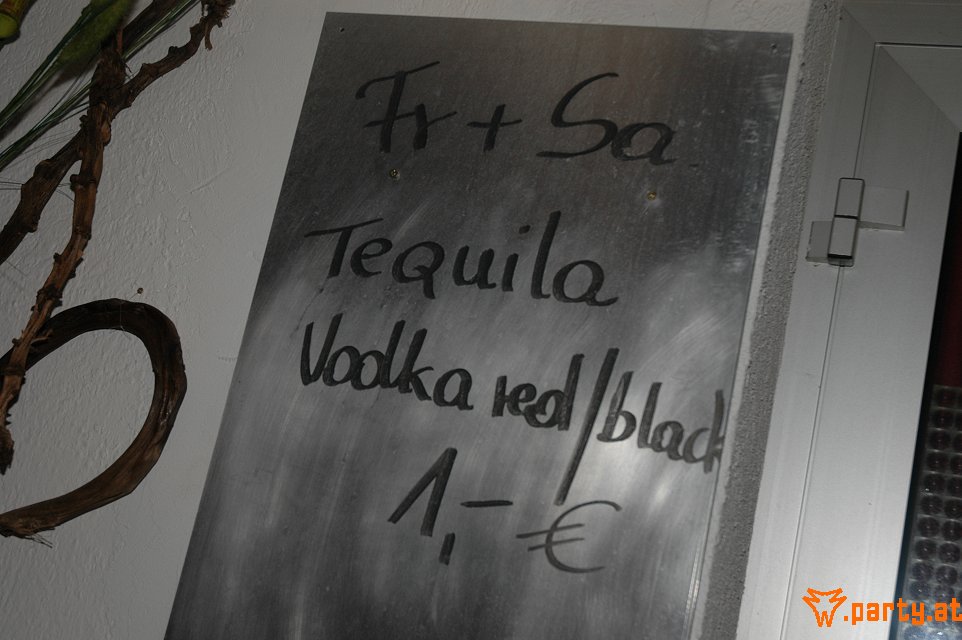 Fr + Sa.
Tequila
Vodka red/black
1,- €
w.party.at